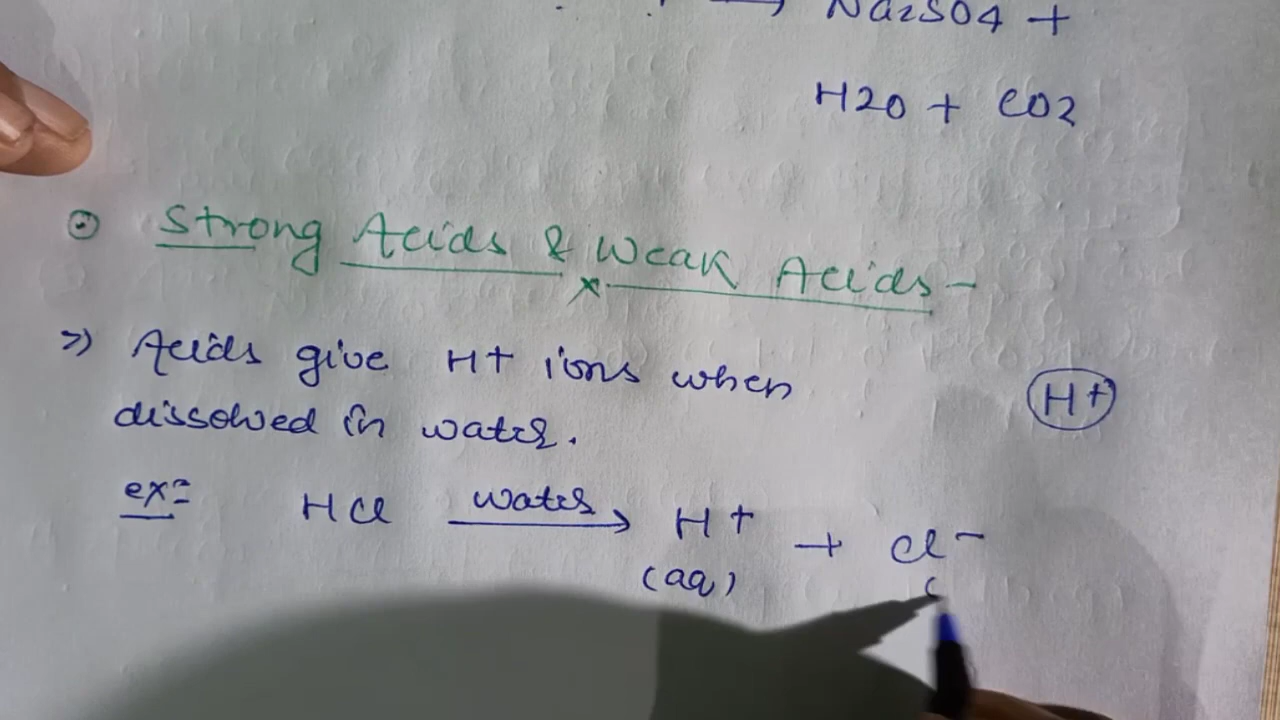 → Na2SO4 +
H2O + CO2
Strong Acids & Weak Acids -
=> Acids give H+ ions when
H+
dissolved in water.
ex:- HCl water → H+ + Cl-
(aq) (